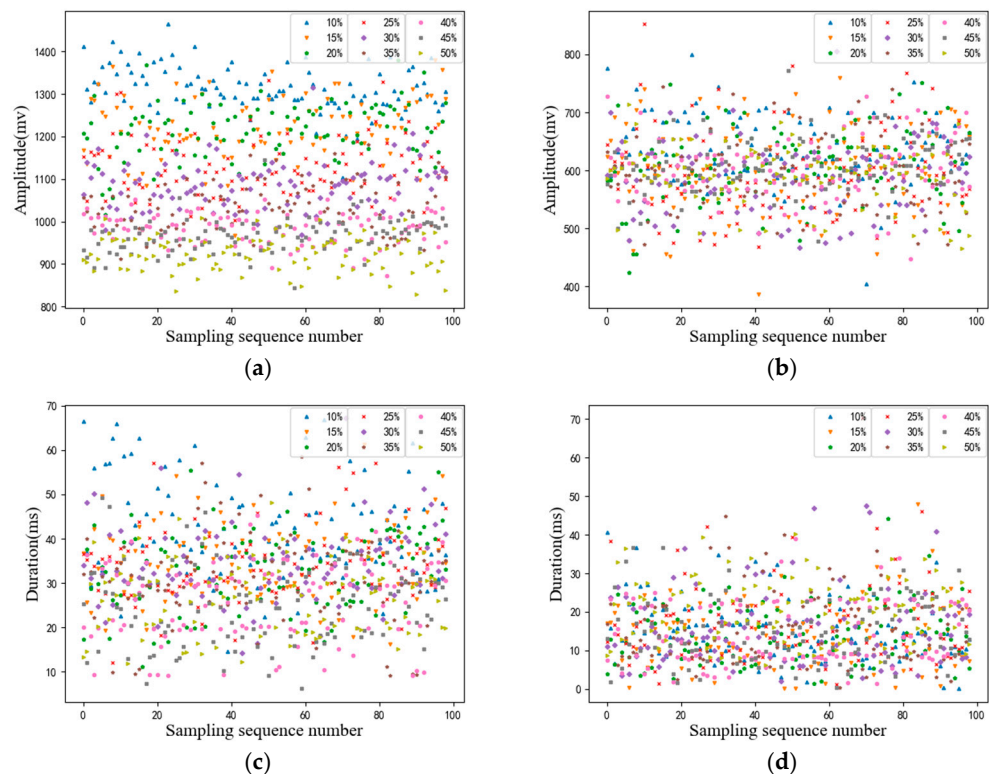 10% 25% 40%
15% 30% 45%
20% 35% 50%
1400
1300
1200
1100
1000
900
800
Amplitude(mv)
0 20 40 60 80 100
Sampling sequence number
(a)
10% 25% 40%
15% 30% 45%
20% 35% 50%
800
700
600
500
400
Amplitude(mv)
0 20 40 60 80 100
Sampling sequence number
(b)
10% 25% 40%
15% 30% 45%
20% 35% 50%
70
60
50
40
30
20
10
Duration(ms)
0 20 40 60 80 100
Sampling sequence number
(c)
10% 25% 40%
15% 30% 45%
20% 35% 50%
70
60
50
40
30
20
10
0
Duration(ms)
0 20 40 60 80 100
Sampling sequence number
(d)